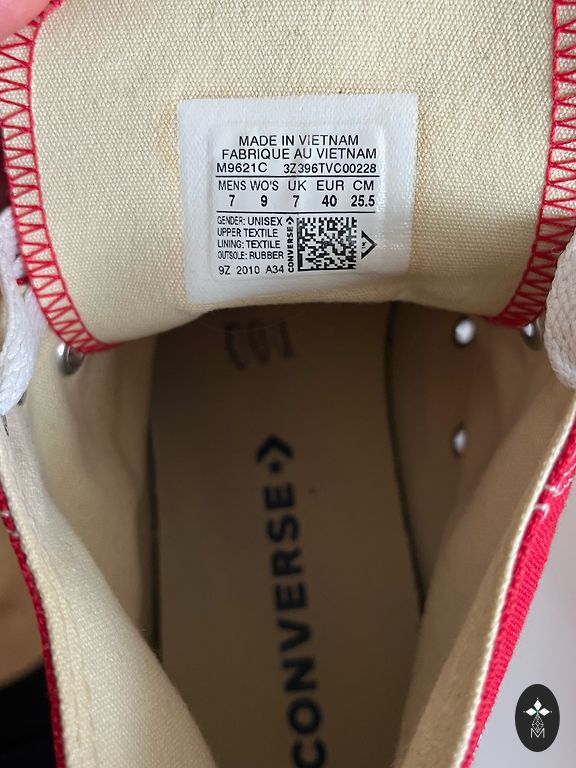 MADE IN VIETNAM
FABRIQUE AU VIETNAM
M9621C 3Z396TVC00228
MENS WO'S UK EUR CM
7 9 7 40 25.5
GENDER: UNISEX
UPPER TEXTILE
LINING: TEXTILE
OUTSOLE: RUBBER
9Z 2010 A34
CONVERSE
TM
CONVERSE
M